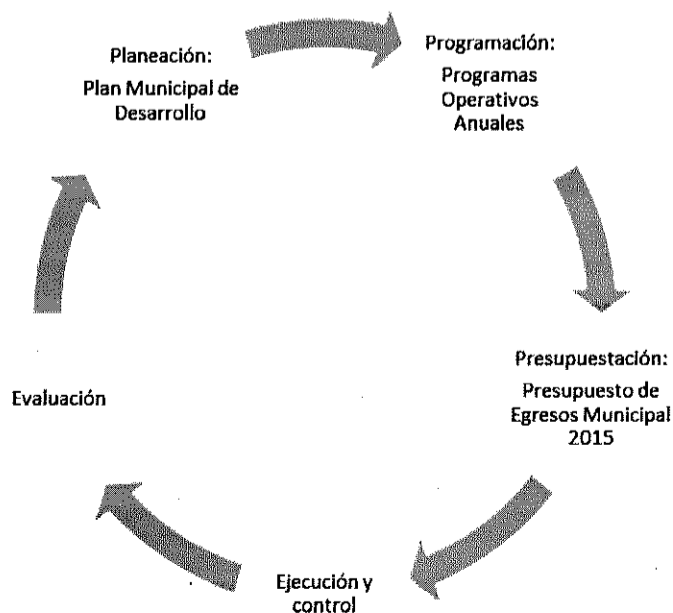 Planeación:
Plan Municipal de
Desarrollo
Programación:
Programas
Operativos
Anuales
Presupuestación:
Presupuesto de
Egresos Municipal
2015
Ejecución y
control
Evaluación